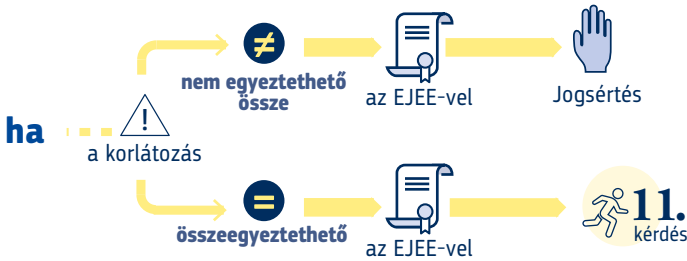 ≠
nem egyeztethető
össze
az EJEE-vel
Jogsértés
ha
!
a korlátozás
=
összeegyeztethető
az EJEE-vel
11.
kérdés